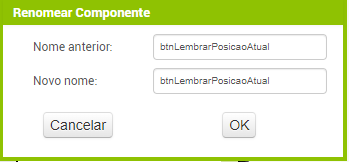 Renomear Componente
Nome anterior: btnLembrarPosicaoAtual
Novo nome: btnLembrarPosicaoAtual
Cancelar OK